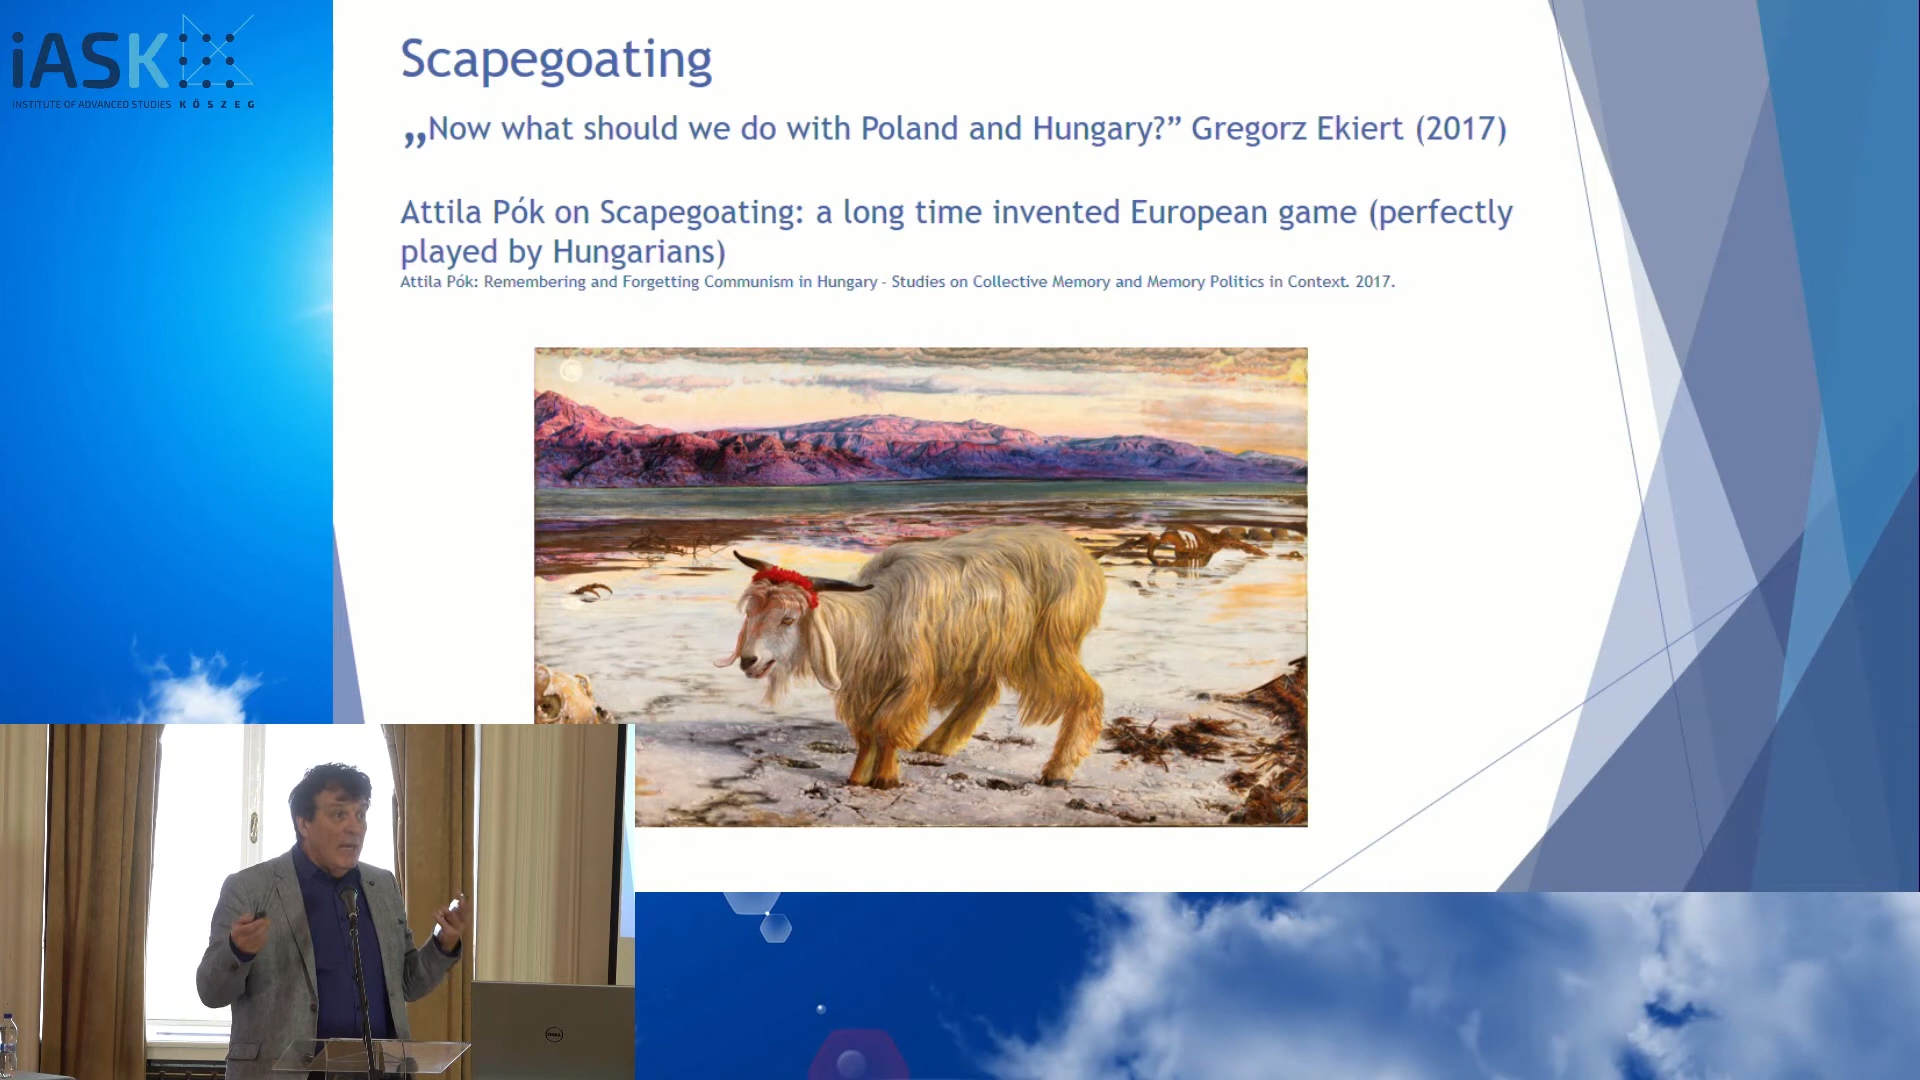 iASK
INSTITUTE OF ADVANCED STUDIES KŐSZEG
Scapegoating
„Now what should we do with Poland and Hungary?” Gregorz Ekiert (2017)
Attila Pók on Scapegoating: a long time invented European game (perfectly
played by Hungarians)
Attila Pók: Remembering and Forgetting Communism in Hungary - Studies on Collective Memory and Memory Politics in Context. 2017.
DELL